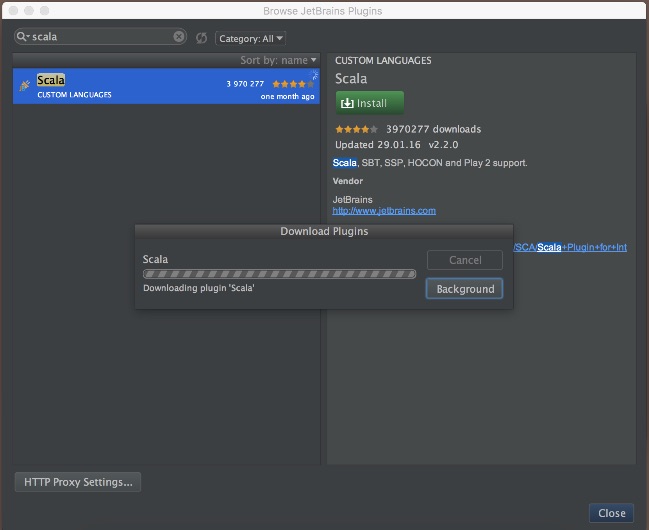 Browse JetBrains Plugins
scala
Category: All
Sort by: name
Scala
3 970 277
CUSTOM LANGUAGES
one month ago
CUSTOM LANGUAGES
Scala
Install
3970277 downloads
Updated 29.01.16 v2.2.0
Scala, SBT, SSP, HOCON and Play 2 support.
Vendor
JetBrains
http://www.jetbrains.com
/SCA/Scala+Plugin+for+Int
Download Plugins
Scala
Cancel
Downloading plugin 'Scala'
Background
HTTP Proxy Settings...
Close